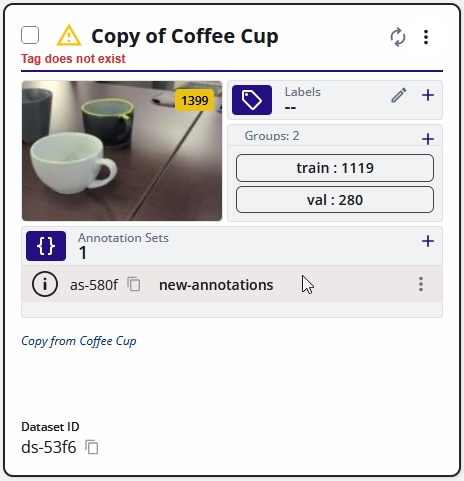 Copy of Coffee Cup
Tag does not exist
1399
Labels
--
Groups: 2
train : 1119
val : 280
{}
Annotation Sets
1
as-580f new-annotations
Copy from Coffee Cup
Dataset ID
ds-53f6